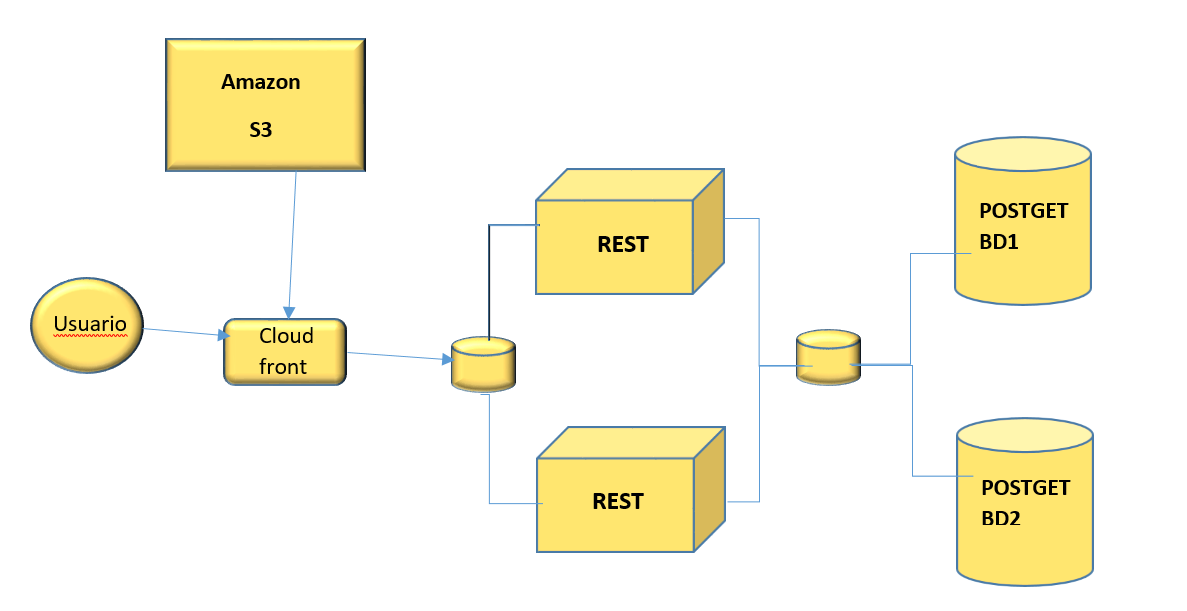 Amazon
S3
Usuario
Cloud
front
REST
REST
POSTGET
BD1
POSTGET
BD2